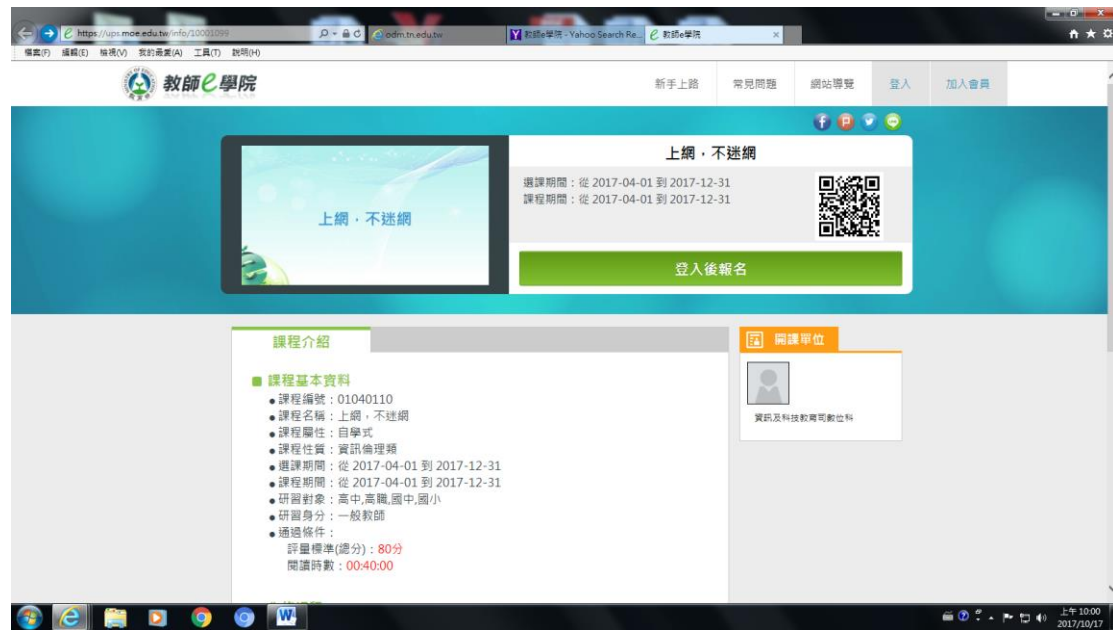 https://ups.moe.edu.tw/info/10001099
odm.tn.edu.tw
教師e學院 - Yahoo Search Re...
教師e學院
檔案(F) 編輯(E) 檢視(V) 我的最愛(A) 工具(T) 說明(H)
教師e學院
新手上路 常見問題 網站導覽 登入 加入會員
上網,不迷網
上網,不迷網
選課期間:從 2017-04-01 到 2017-12-31
課程期間:從 2017-04-01 到 2017-12-31
登入後報名
課程介紹
開課單位
資訊及科技教育司數位科
課程基本資料
課程編號:01040110
課程名稱:上網,不迷網
課程屬性:自學式
課程性質:資訊倫理類
選課期間:從 2017-04-01 到 2017-12-31
課程期間:從 2017-04-01 到 2017-12-31
研習對象:高中,高職,國中,國小
研習身分:一般教師
通過條件:
評量標準(總分):80分
閱讀時數:00:40:00
上午 10:00
2017/10/17